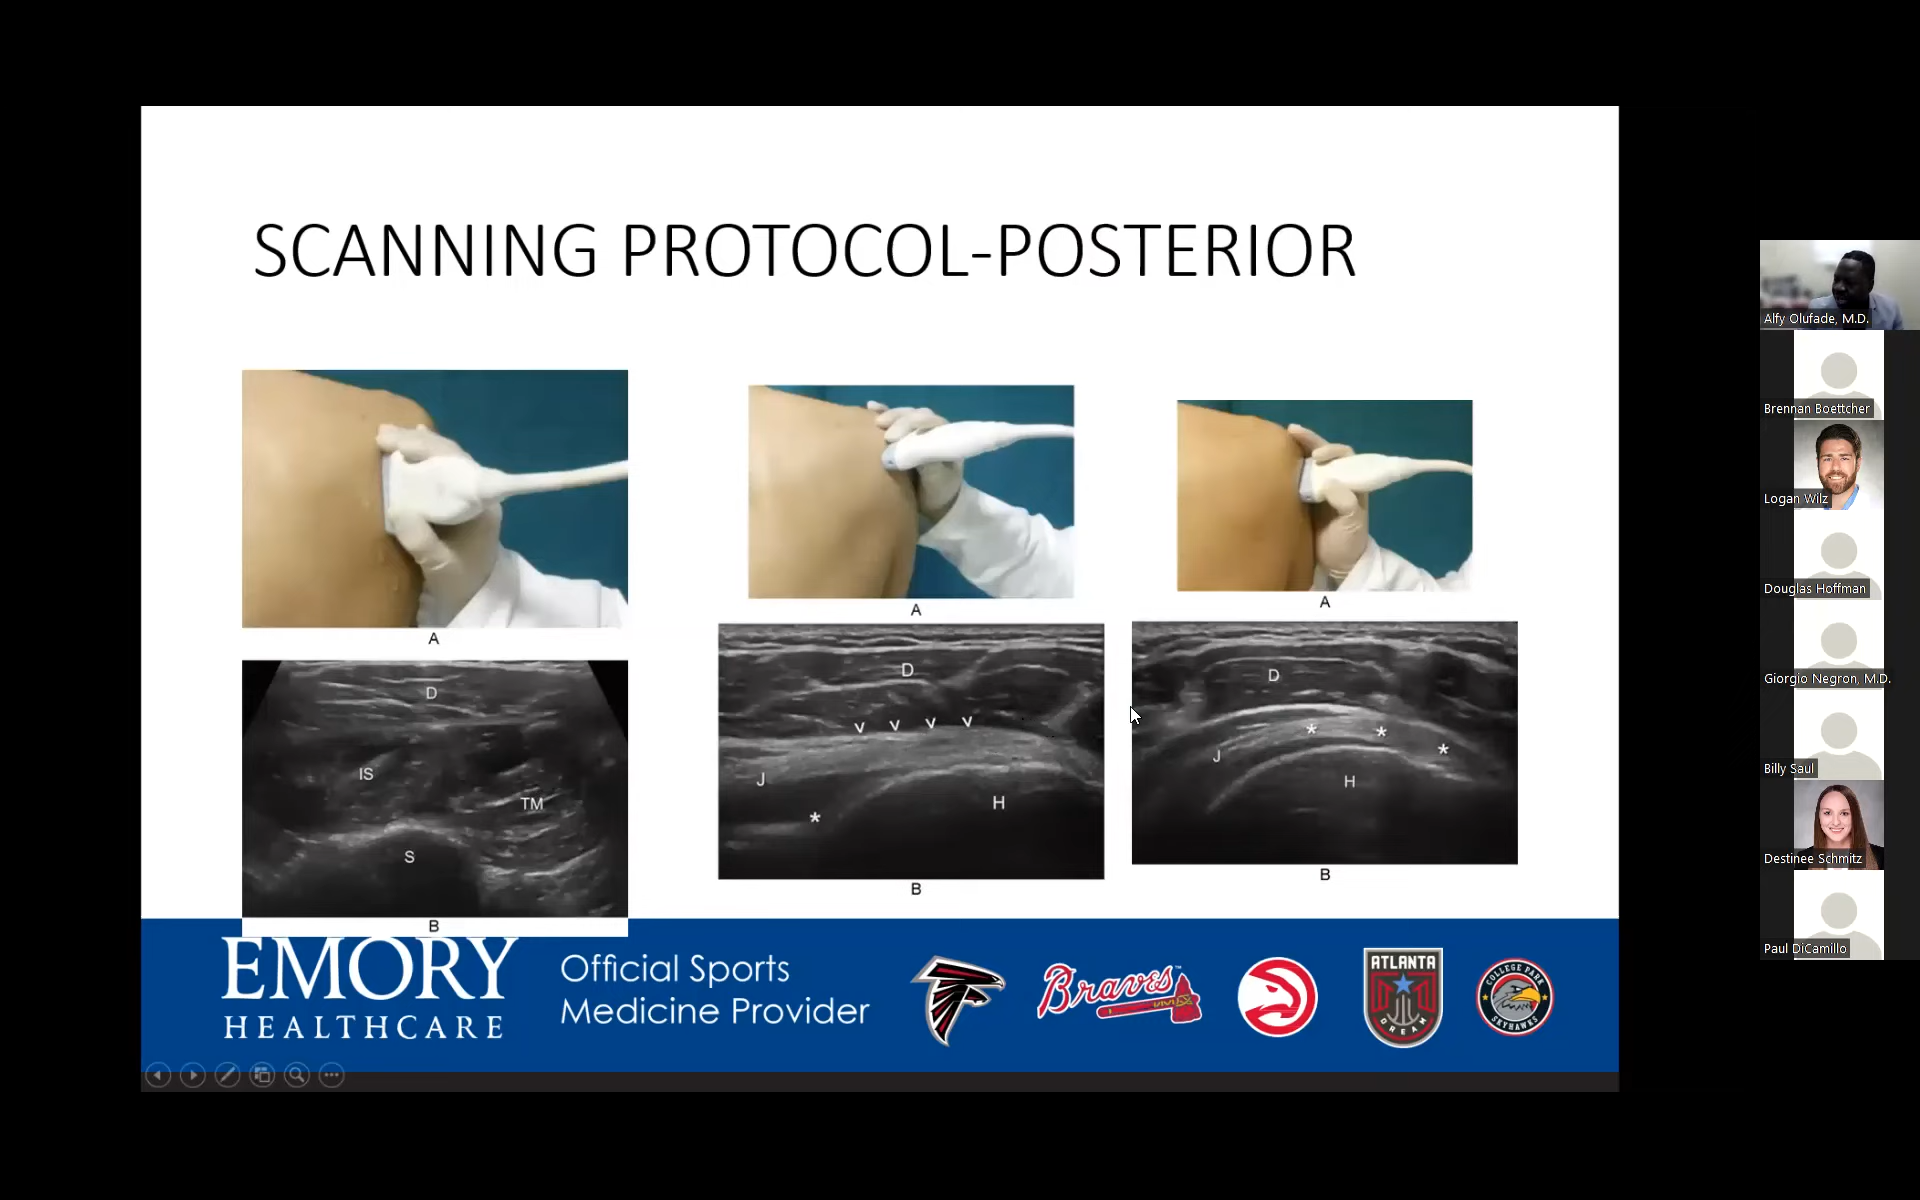 SCANNING PROTOCOL-POSTERIOR
A
A
A
D
IS
TM
S
B
D
V V V V
J
*
H
B
D
* * *
J
H
B
EMORY
HEALTHCARE
Official Sports
Medicine Provider
Braves
ATLANTA
DREAM
COLLEGE PARK
SKYHAWKS
Alfy Olufade, M.D.
Brennan Boettcher
Logan Wilz
Douglas Hoffman
Giorgio Negron, M.D.
Billy Saul
Destinee Schmitz
Paul DiCamillo